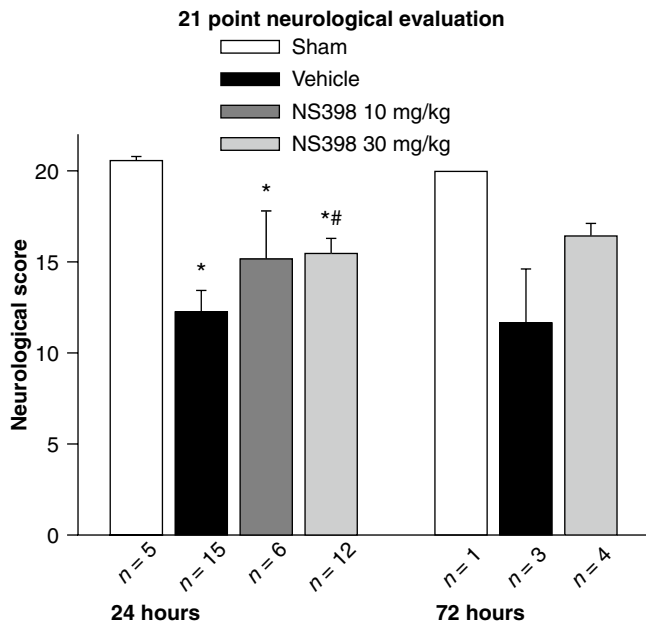 21 point neurological evaluation
Sham
Vehicle
NS398 10 mg/kg
NS398 30 mg/kg
Neurological score
20
15
10
5
0
*
*
*#
n = 5
n = 15
n = 6
n = 12
n = 1
n = 3
n = 4
24 hours
72 hours